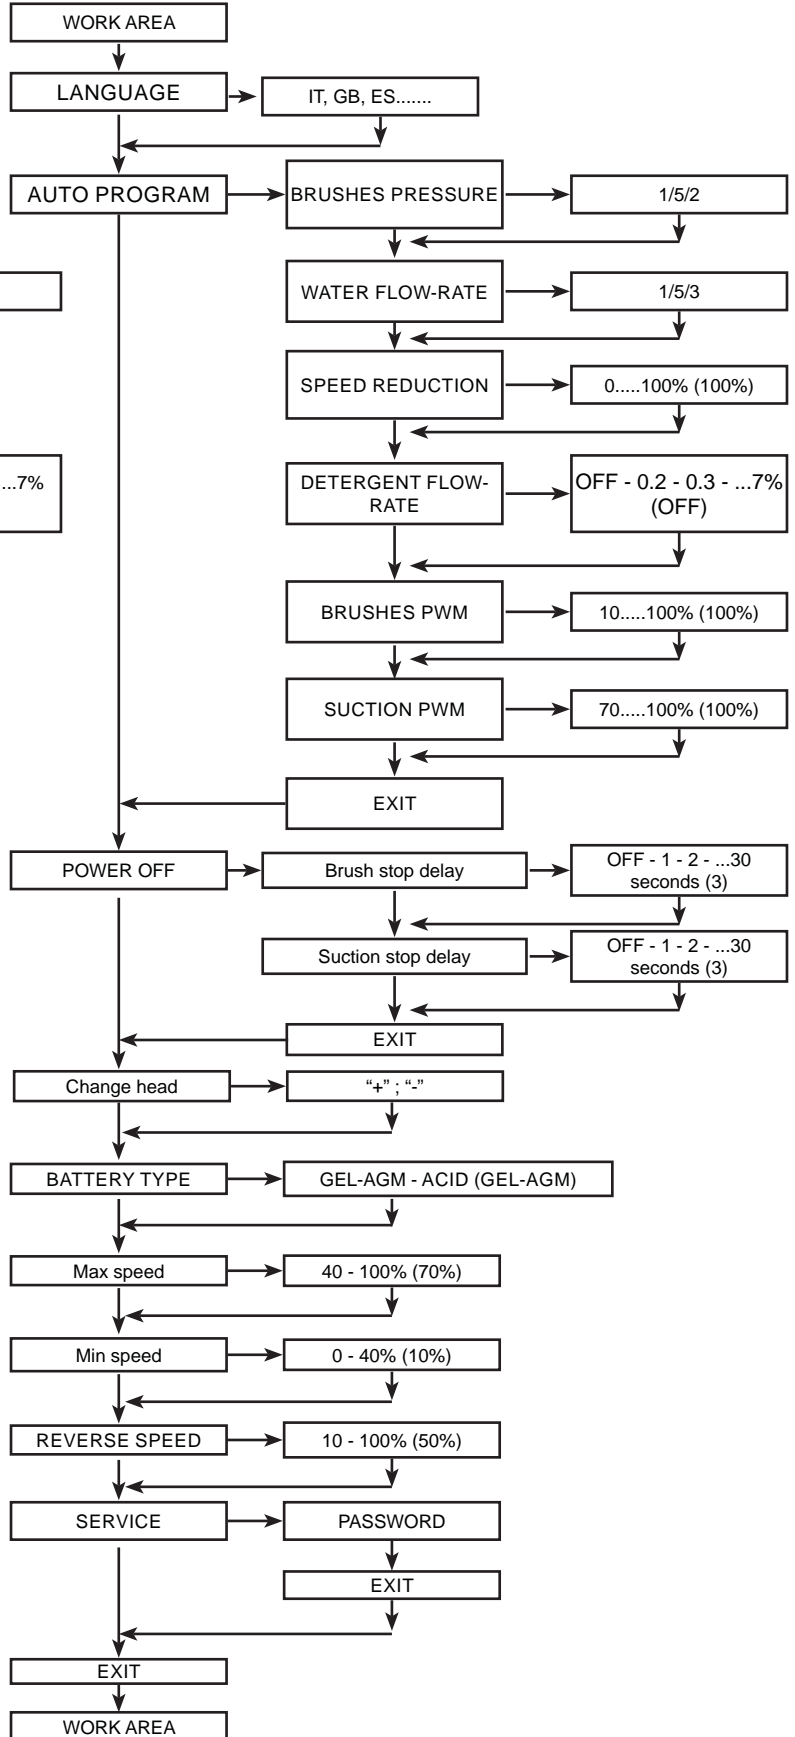 WORK AREA
LANGUAGE
IT, GB, ES.......
AUTO PROGRAM
BRUSHES PRESSURE
1/5/2
WATER FLOW-RATE
1/5/3
SPEED REDUCTION
0.....100% (100%)
...7%
DETERGENT FLOW-
RATE
OFF - 0.2 - 0.3 - ...7%
(OFF)
BRUSHES PWM
10.....100% (100%)
SUCTION PWM
70.....100% (100%)
EXIT
POWER OFF
Brush stop delay
OFF - 1 - 2 - ...30
seconds (3)
Suction stop delay
OFF - 1 - 2 - ...30
seconds (3)
EXIT
Change head
“+” ; “-”
BATTERY TYPE
GEL-AGM - ACID (GEL-AGM)
Max speed
40 - 100% (70%)
Min speed
0 - 40% (10%)
REVERSE SPEED
10 - 100% (50%)
SERVICE
PASSWORD
EXIT
EXIT
WORK AREA